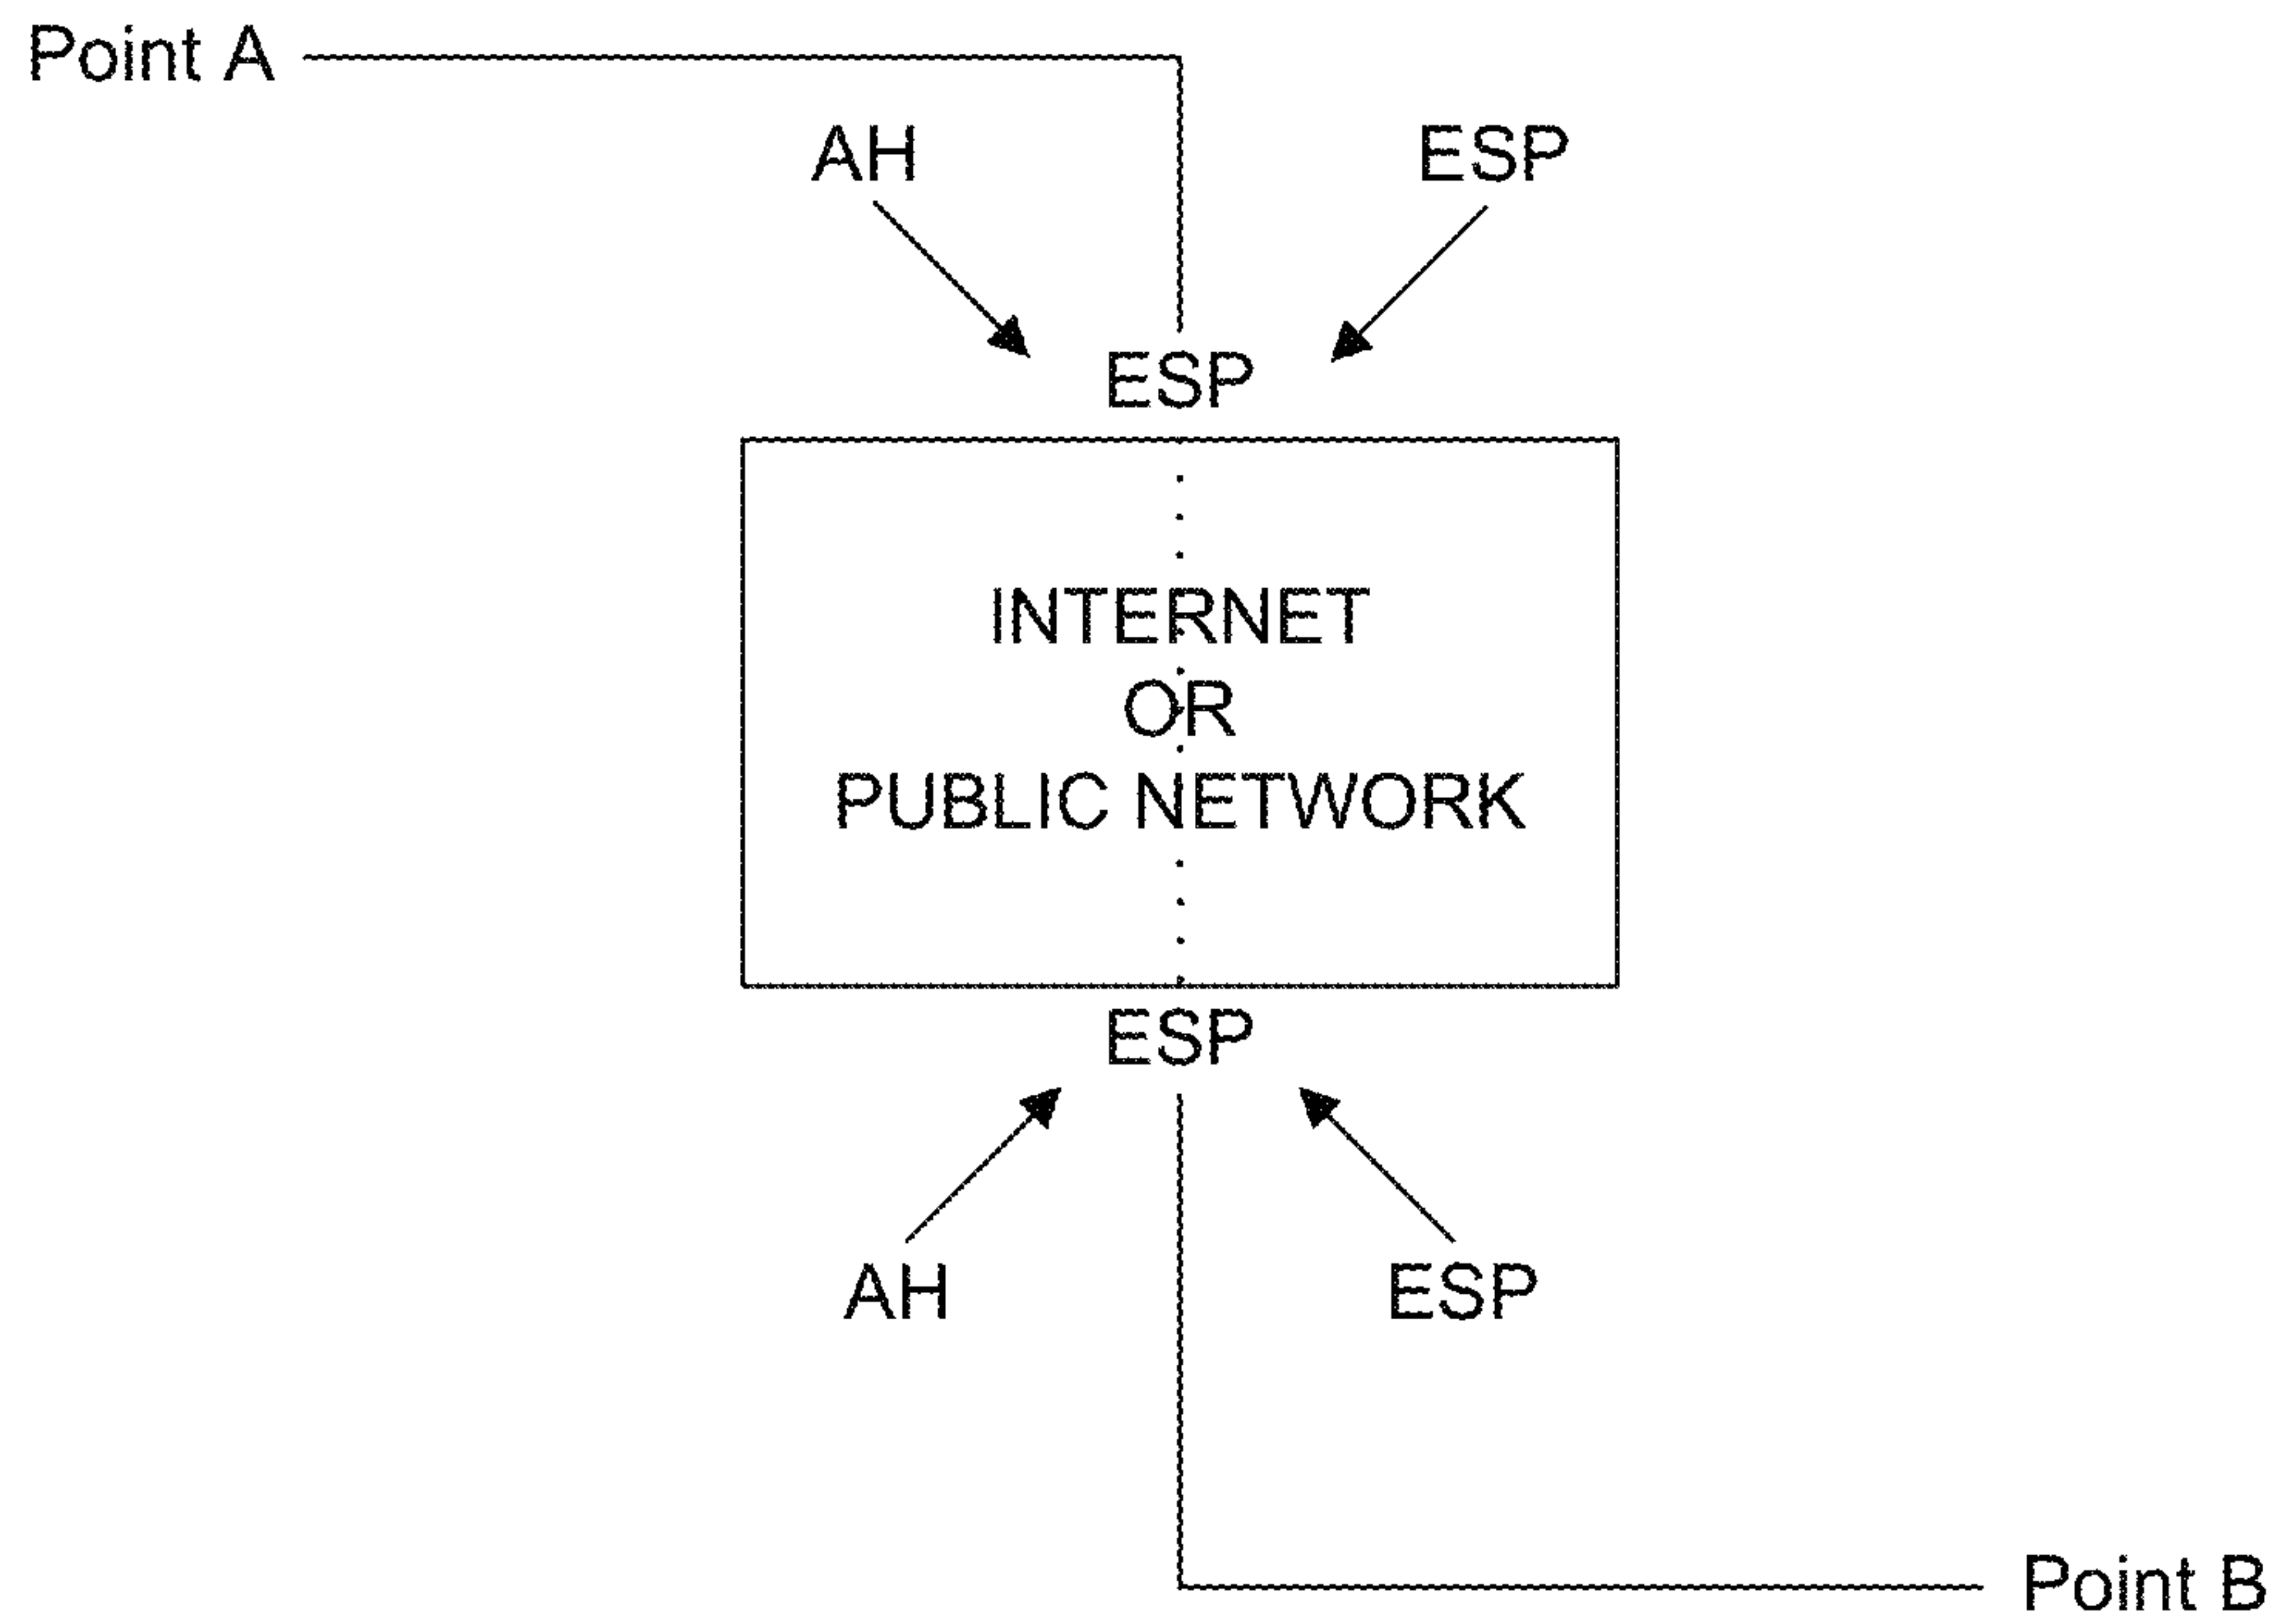 Point A
AH
ESP
ESP
INTERNET
OR
PUBLIC NETWORK
ESP
AH
ESP
Point B